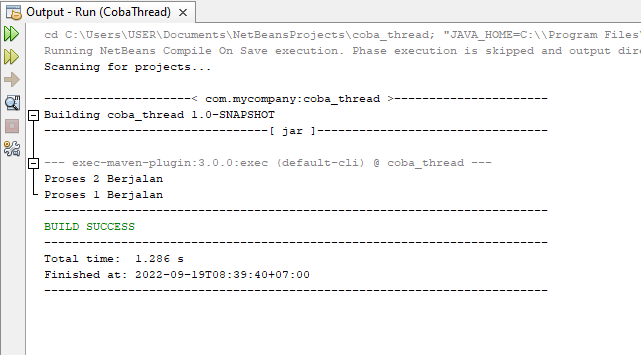 Output - Run (CobaThread)
cd C:\Users\USER\Documents\NetBeansProjects\coba_thread; "JAVA_HOME=C:\\Program Files\
Running NetBeans Compile On Save execution. Phase execution is skipped and output dire
Scanning for projects...
---------------------< com.mycompany:coba_thread >----------------------
Building coba_thread 1.0-SNAPSHOT
--------------------------------[ jar ]---------------------------------
--- exec-maven-plugin:3.0.0:exec (default-cli) @ coba_thread ---
Proses 2 Berjalan
Proses 1 Berjalan
------------------------------------------------------------------------
BUILD SUCCESS
------------------------------------------------------------------------
Total time:  1.286 s
Finished at: 2022-09-19T08:39:40+07:00
------------------------------------------------------------------------